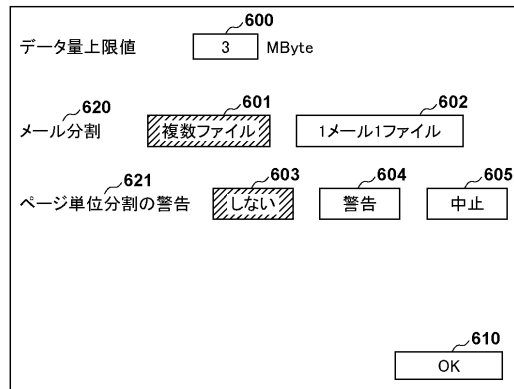 600
データ量上限値 3 MByte
620 601 602
メール分割 複数ファイル 1メール1ファイル
621 603 604 605
ページ単位分割の警告 しない 警告 中止
610
OK